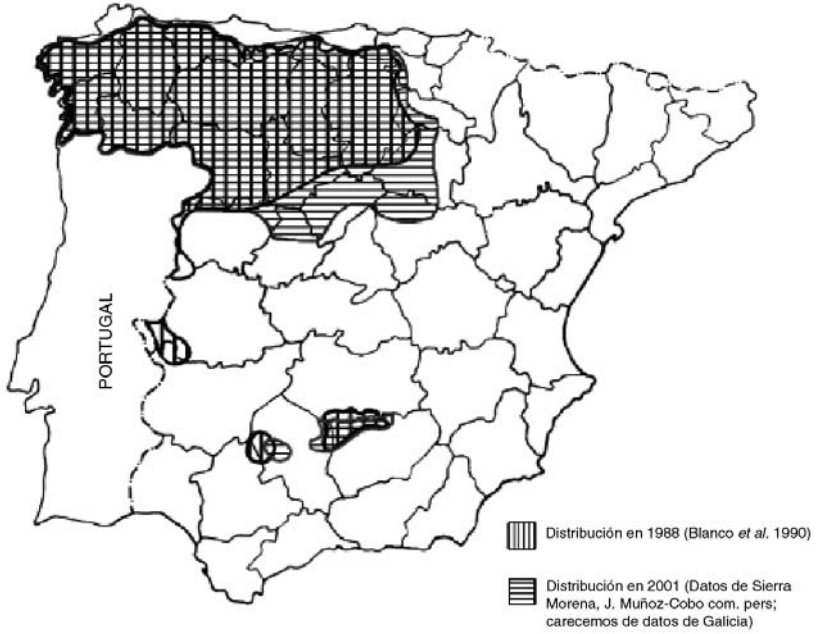 PORTUGAL
Distribución en 1988 (Blanco et al. 1990)
Distribución en 2001 (Datos de Sierra
Morena, J. Muñoz-Cobo com. pers;
carecemos de datos de Galicia)